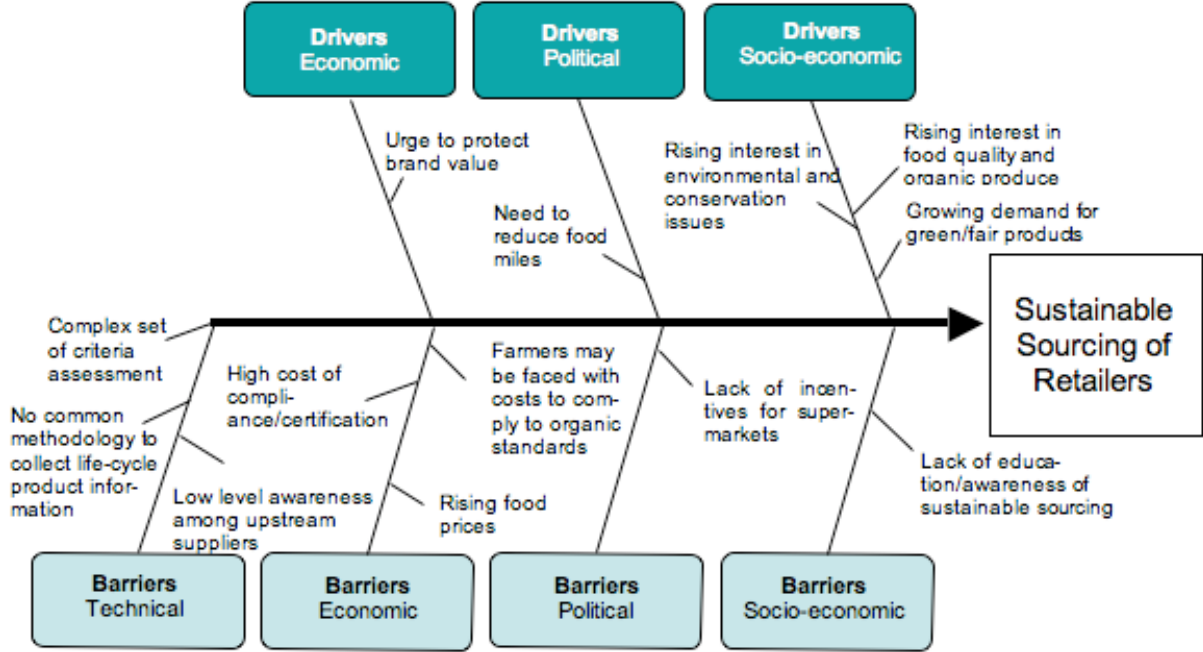 Drivers
Economic
Drivers
Political
Drivers
Socio-economic
Urge to protect
brand value
Need to
reduce food
miles
Rising interest in
environmental and
conservation
issues
Rising interest in
food quality and
organic produce
Growing demand for
green/fair products
Sustainable
Sourcing of
Retailers
Complex set
of criteria
assessment
No common
methodology to
collect life-cycle
product infor-
mation
Low level awareness
among upstream
suppliers
High cost of
compli-
ance/certification
Rising food
prices
Farmers may
be faced with
costs to com-
ply to organic
standards
Lack of incen-
tives for super-
markets
Lack of educa-
tion/awareness of
sustainable sourcing
Barriers
Technical
Barriers
Economic
Barriers
Political
Barriers
Socio-economic